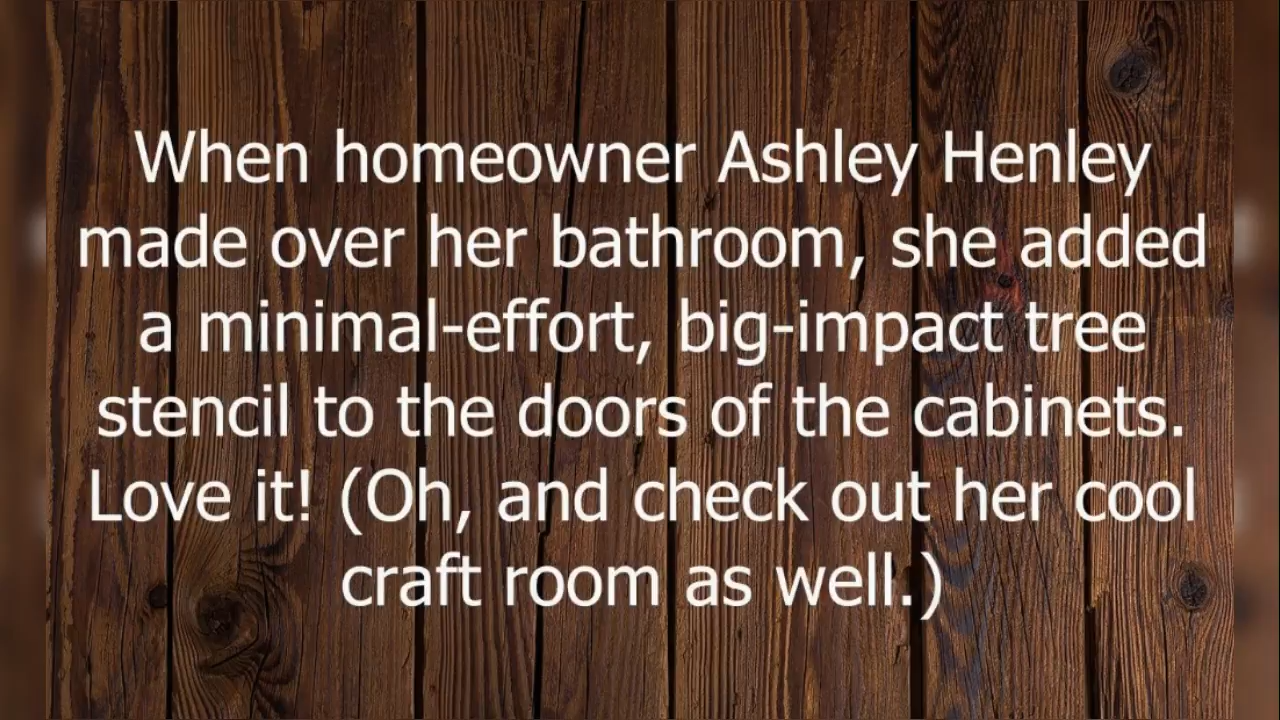 When homeowner Ashley Henley
made over her bathroom, she added
a minimal-effort, big-impact tree
stencil to the doors of the cabinets.
Love it! (Oh, and check out her cool
craft room as well.)